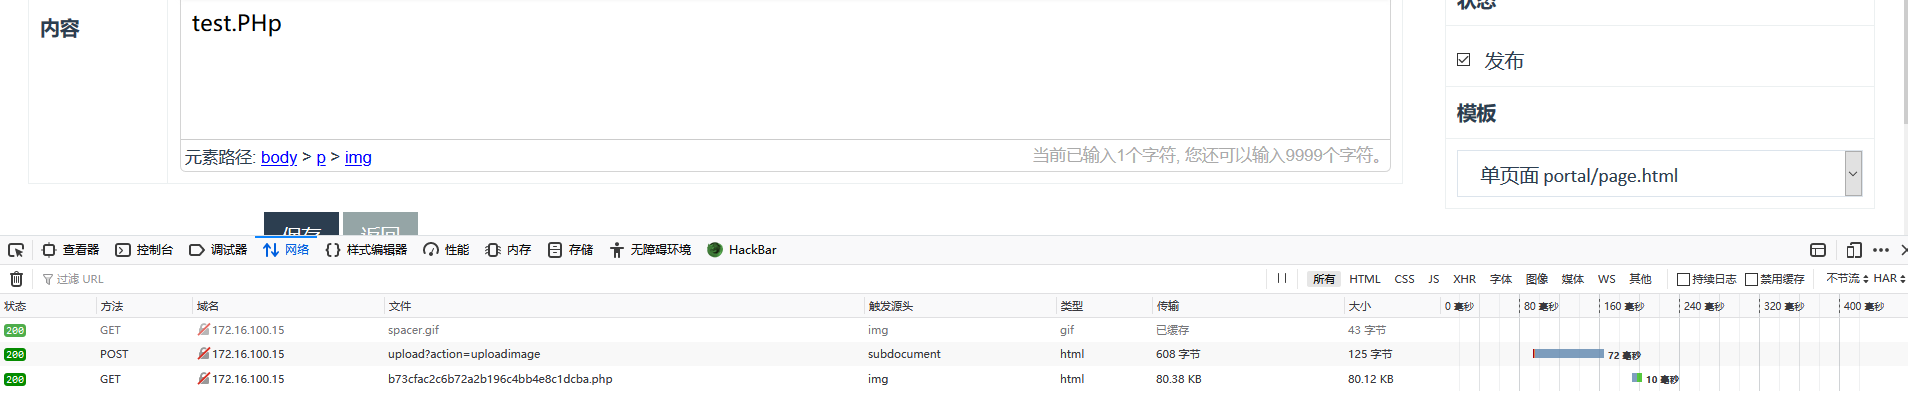 状态
内容
test.PHp
发布
模板
元素路径: body > p > img
当前已输入1个字符, 您还可以输入9999个字符。
单页面 portal/page.html
保存 返回
查看器 控制台 调试器 网络 样式编辑器 性能 内存 存储 无障碍环境 HackBar
过滤 URL
所有 HTML CSS JS XHR 字体 图像 媒体 WS 其他 持续日志 禁用缓存 不节流 HAR
状态 方法 域名 文件 触发源头 类型 传输 大小 0 毫秒 80 毫秒 160 毫秒 240 毫秒 320 毫秒 400 毫秒
200 GET 172.16.100.15 spacer.gif img gif 已缓存 43 字节
200 POST 172.16.100.15 upload?action=uploadimage subdocument html 608 字节 125 字节 72 毫秒
200 GET 172.16.100.15 b73cfac2c6b72a2b196c4bb4e8c1dcba.php img html 80.38 KB 80.12 KB 10 毫秒